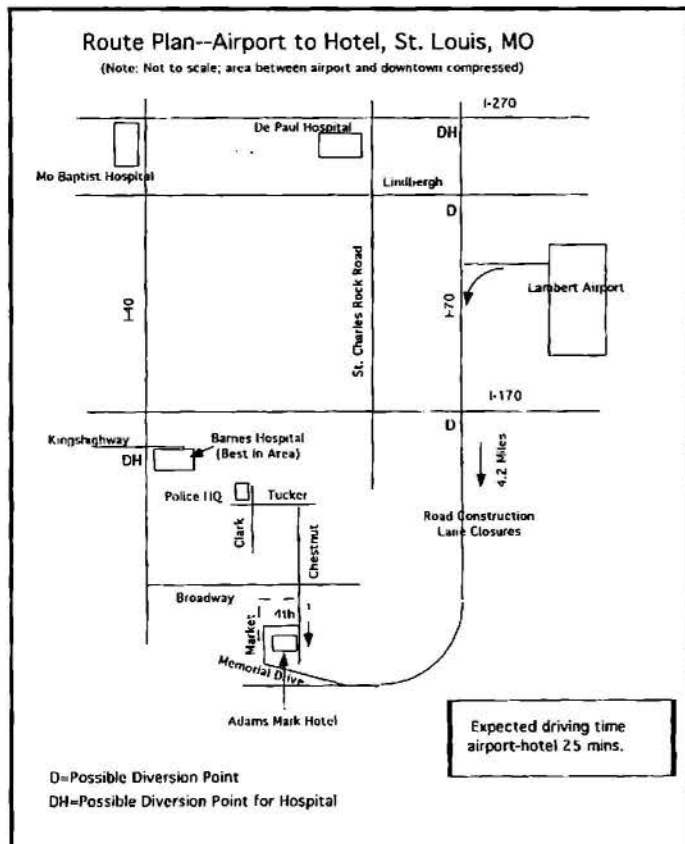 Route Plan--Airport to Hotel, St. Louis, MO
(Note: Not to scale; area between airport and downtown compressed)
I-270
De Paul Hospital
DH
Mo Baptist Hospital
Lindbergh
D
Lambert Airport
I-40
St. Charles Rock Road
I-70
I-170
D
Kingshighway
Barnes Hospital
(Best in Area)
DH
4.2 Miles
Police HQ
Tucker
Road Construction
Lane Closures
Clark
Chestnut
Broadway
4th
Market
Memorial Drive
Adams Mark Hotel
Expected driving time
airport-hotel 25 mins.
D=Possible Diversion Point
DH=Possible Diversion Point for Hospital